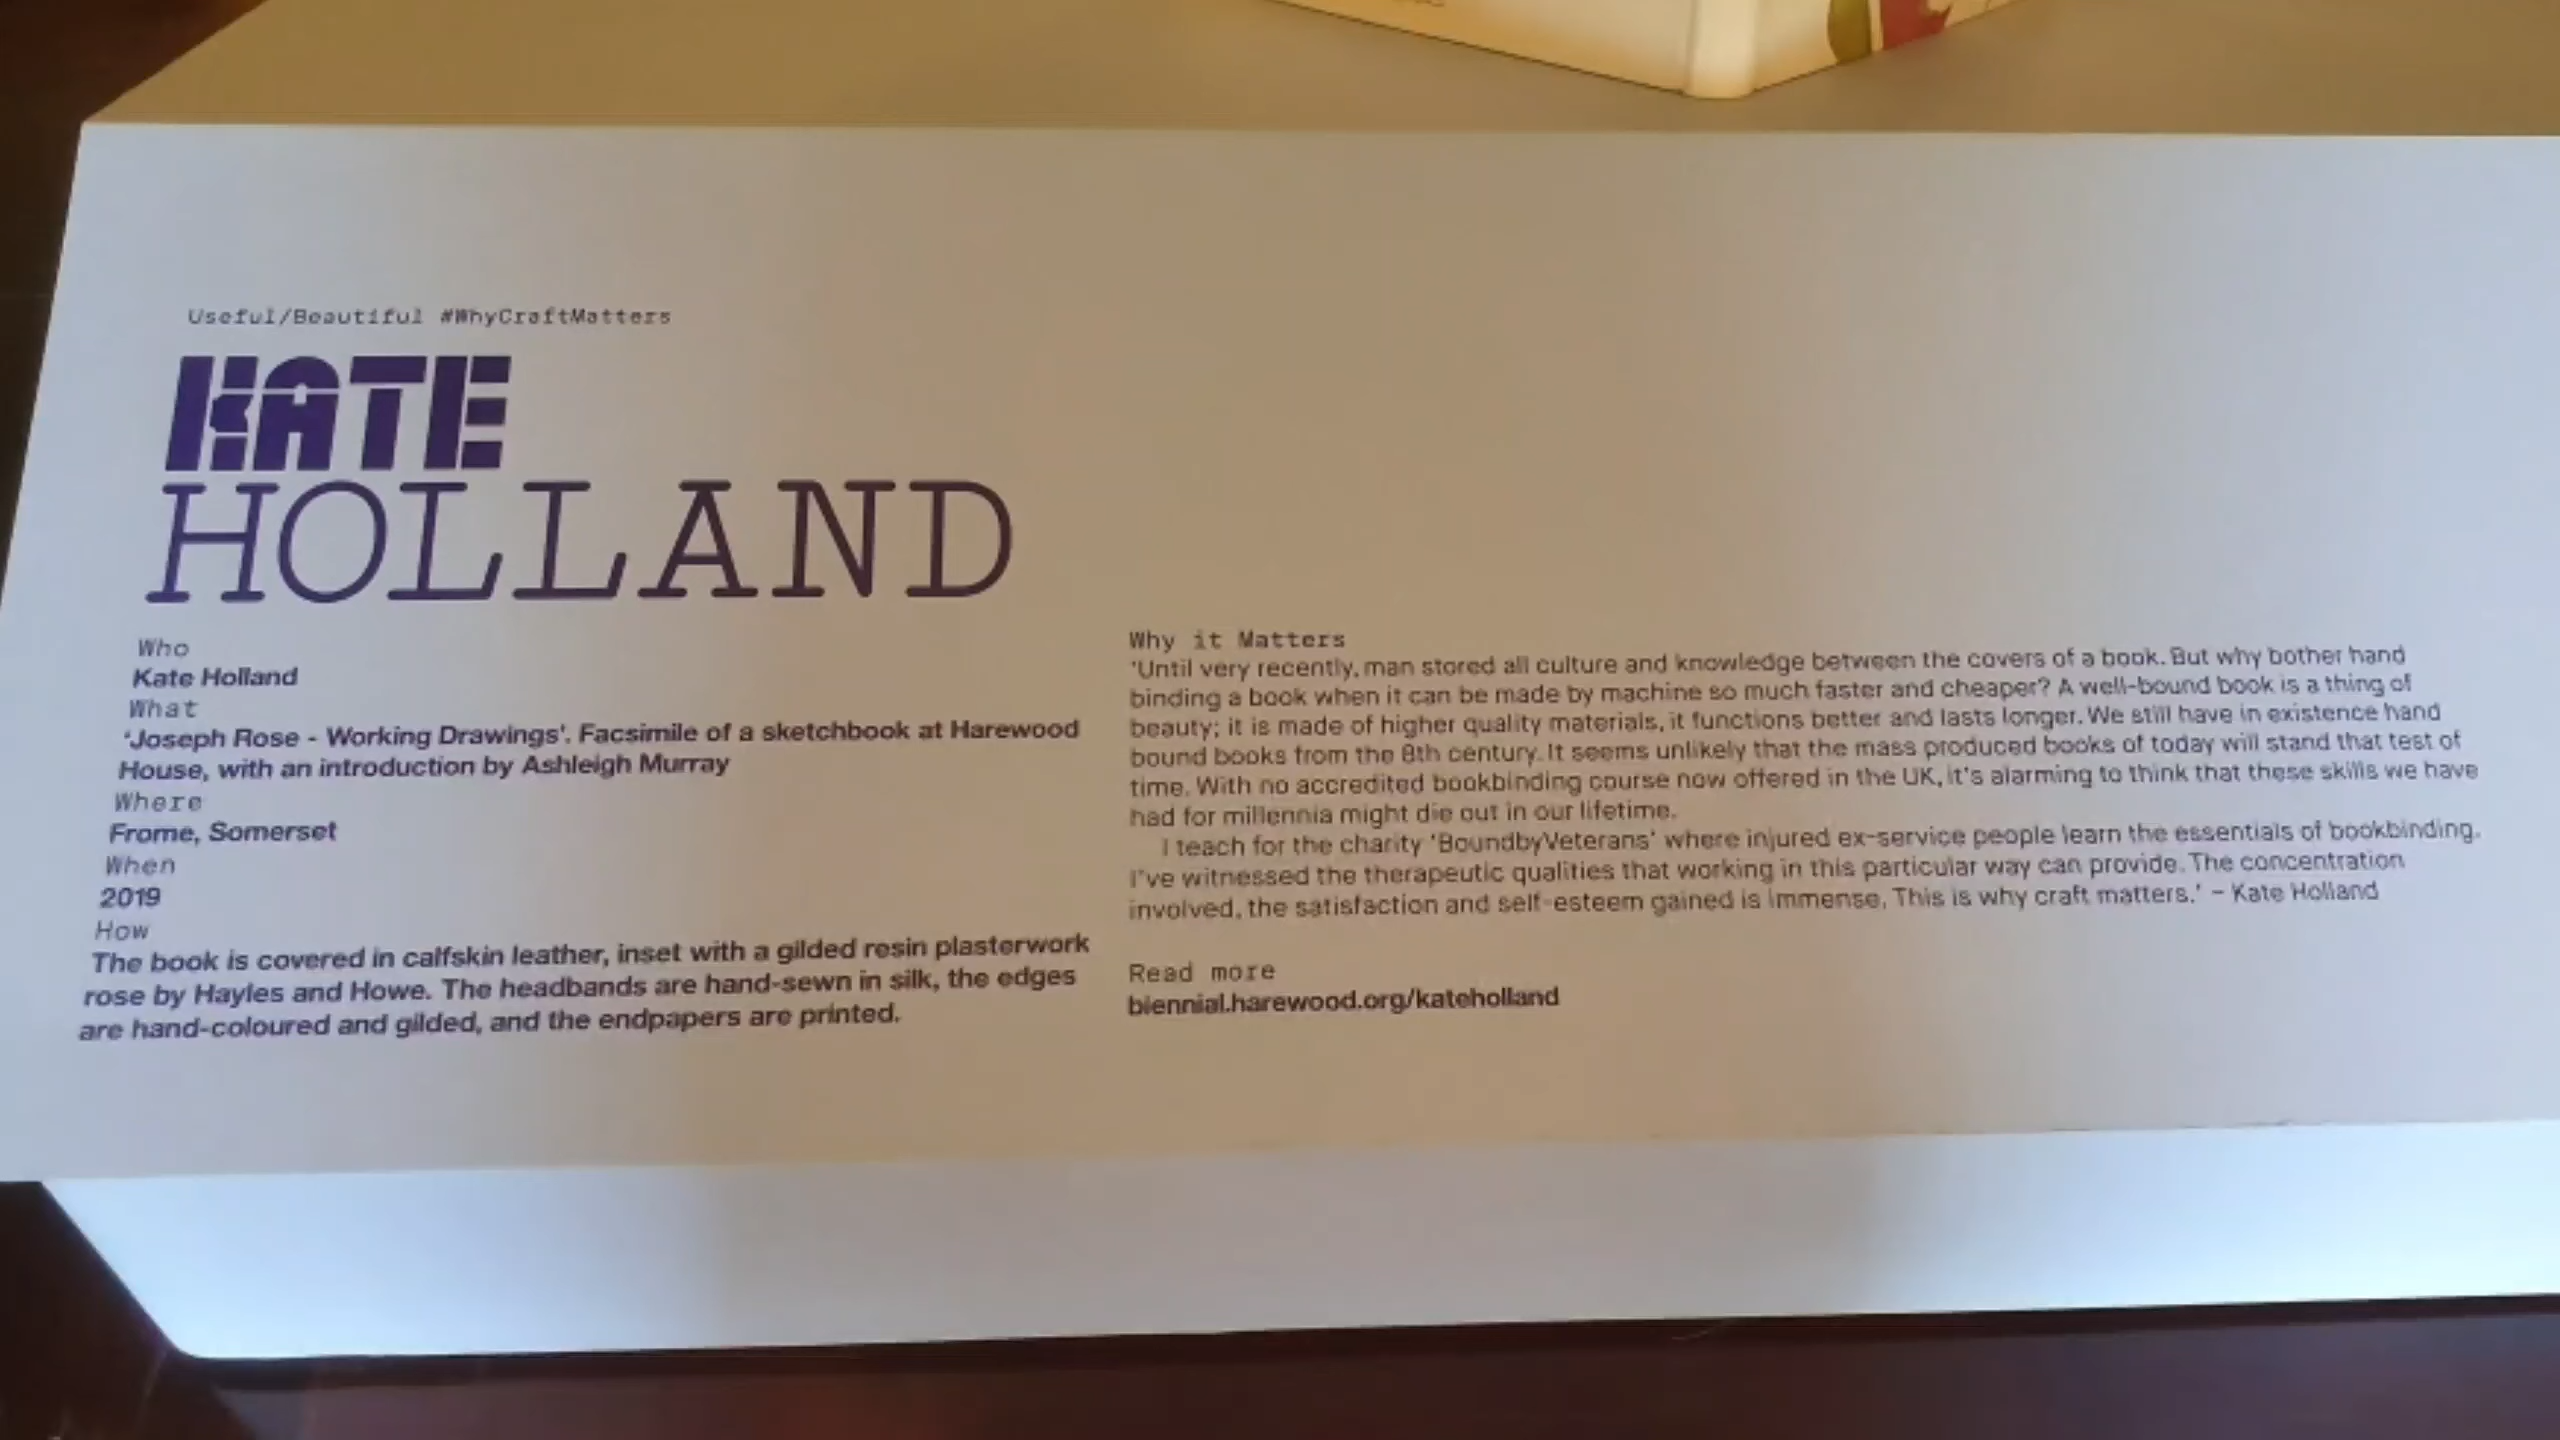 Useful/Beautiful #WhyCraftMatters
KATE
HOLLAND
Who
Kate Holland
What
‘Joseph Rose - Working Drawings’. Facsimile of a sketchbook at Harewood
House, with an introduction by Ashleigh Murray
Where
Frome, Somerset
When
2019
How
The book is covered in calfskin leather, inset with a gilded resin plasterwork
rose by Hayles and Howe. The headbands are hand-sewn in silk, the edges
are hand-coloured and gilded, and the endpapers are printed.
Why it Matters
‘Until very recently, man stored all culture and knowledge between the covers of a book. But why bother hand
binding a book when it can be made by machine so much faster and cheaper? A well-bound book is a thing of
beauty; it is made of higher quality materials, it functions better and lasts longer. We still have in existence hand
bound books from the 8th century. It seems unlikely that the mass produced books of today will stand that test of
time. With no accredited bookbinding course now offered in the UK, it’s alarming to think that these skills we have
had for millennia might die out in our lifetime.
I teach for the charity ‘BoundbyVeterans’ where injured ex-service people learn the essentials of bookbinding.
I’ve witnessed the therapeutic qualities that working in this particular way can provide. The concentration
involved, the satisfaction and self-esteem gained is immense. This is why craft matters.’ – Kate Holland
Read more
biennial.harewood.org/kateholland